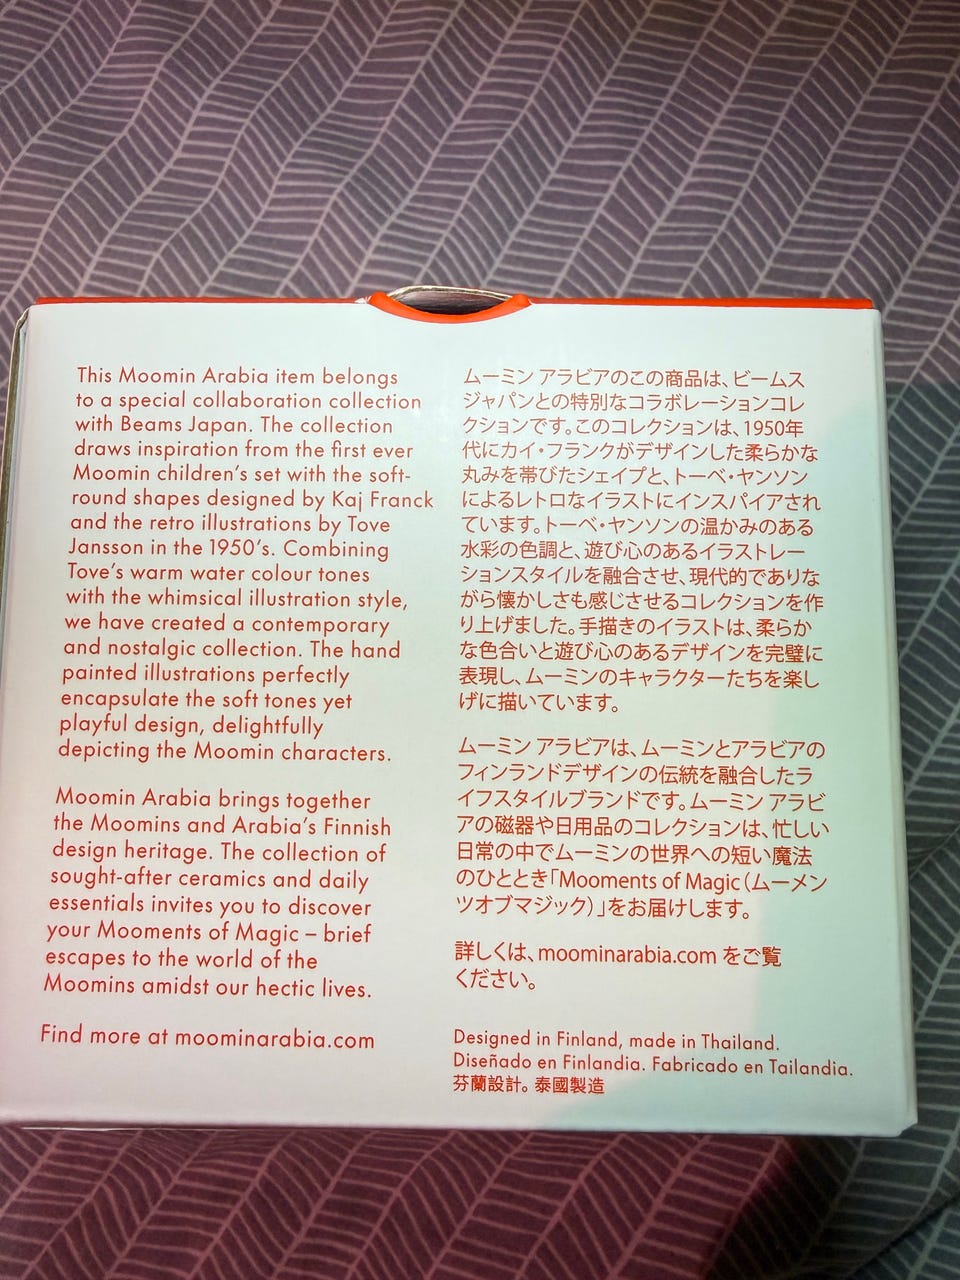 This Moomin Arabia item belongs
to a special collaboration collection
with Beams Japan. The collection
draws inspiration from the first ever
Moomin children's set with the soft-
round shapes designed by Kaj Franck
and the retro illustrations by Tove
Jansson in the 1950's. Combining
Tove's warm water colour tones
with the whimsical illustration style,
we have created a contemporary
and nostalgic collection. The hand
painted illustrations perfectly
encapsulate the soft tones yet
playful design, delightfully
depicting the Moomin characters.
Moomin Arabia brings together
the Moomins and Arabia's Finnish
design heritage. The collection of
sought-after ceramics and daily
essentials invites you to discover
your Mooments of Magic – brief
escapes to the world of the
Moomins amidst our hectic lives.
Find more at moominarabia.com
ムーミン アラビアのこの商品は、ビームス
ジャパンとの特別なコラボレーションコレ
クションです。このコレクションは、1950年
代にカイ・フランクがデザインした柔らかな
丸みを帯びたシェイプと、トーベ・ヤンソン
によるレトロなイラストにインスパイアされ
ています。トーベ・ヤンソンの温かみのある
水彩の色調と、遊び心のあるイラストレー
ションスタイルを融合させ、現代的でありな
がら懐かしさも感じさせるコレクションを作
り上げました。手描きのイラストは、柔らか
な色合いと遊び心のあるデザインを完璧に
表現し、ムーミンのキャラクターたちを楽し
げに描いています。
ムーミン アラビアは、ムーミンとアラビアの
フィンランドデザインの伝統を融合したラ
イフスタイルブランドです。ムーミン アラビ
アの磁器や日用品のコレクションは、忙しい
日常の中でムーミンの世界への短い魔法
のひととき「Mooments of Magic（ムーメン
ツオブマジック）」をお届けします。
詳しくは、moominarabia.com をご覧
ください。
Designed in Finland, made in Thailand.
Diseñado en Finlandia. Fabricado en Tailandia.
芬蘭設計。泰國製造